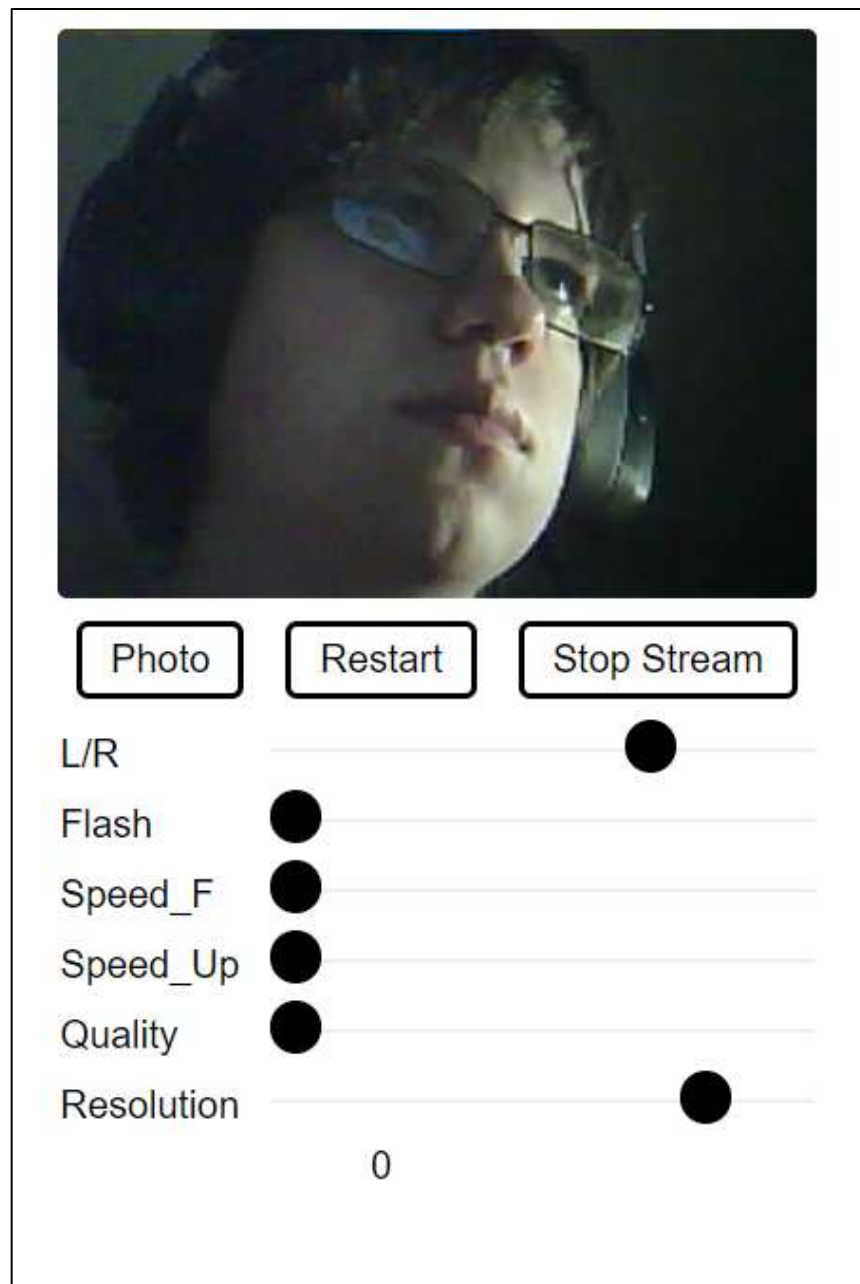 Photo Restart Stop Stream
L/R
Flash
Speed_F
Speed_Up
Quality
Resolution
0